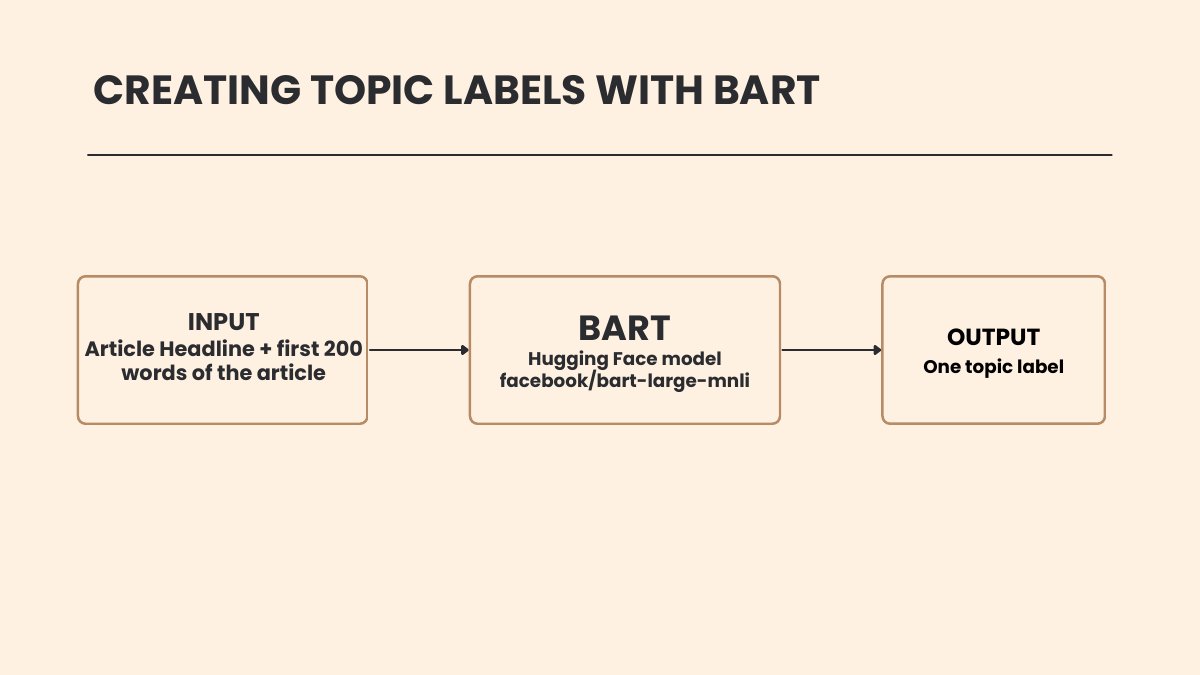 CREATING TOPIC LABELS WITH BART
INPUT
Article Headline + first 200
words of the article
BART
Hugging Face model
facebook/bart-large-mnli
OUTPUT
One topic label